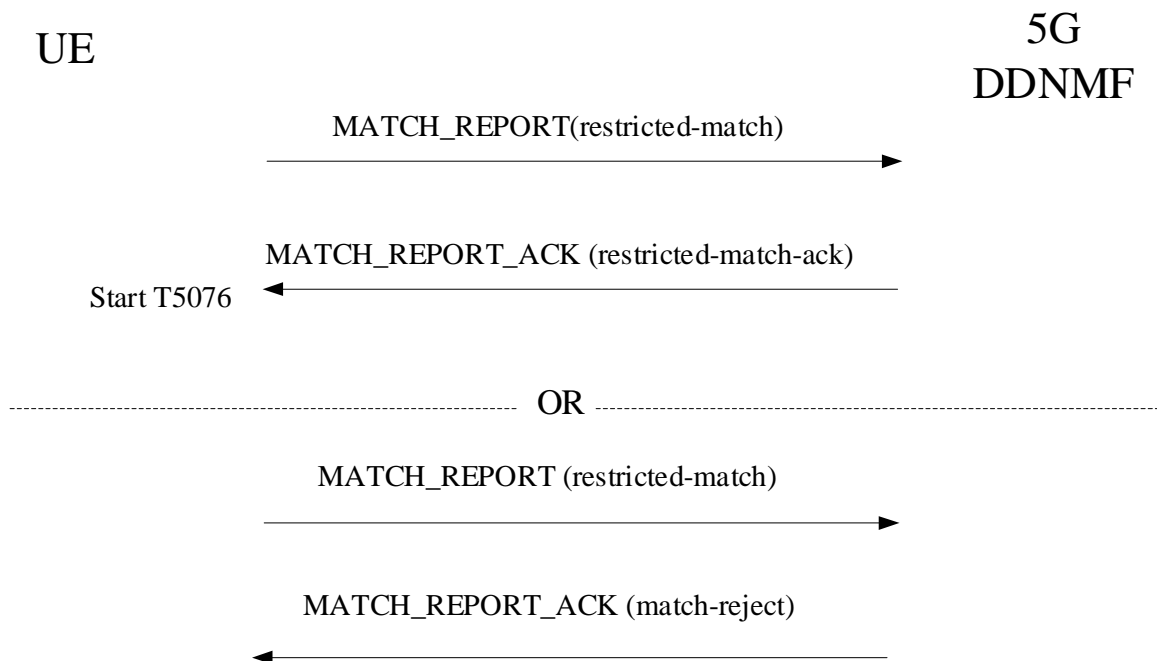 UE
5G
DDNMF
MATCH_REPORT(restricted-match)
MATCH_REPORT_ACK (restricted-match-ack)
Start T5076
OR
MATCH_REPORT (restricted-match)
MATCH_REPORT_ACK (match-reject)